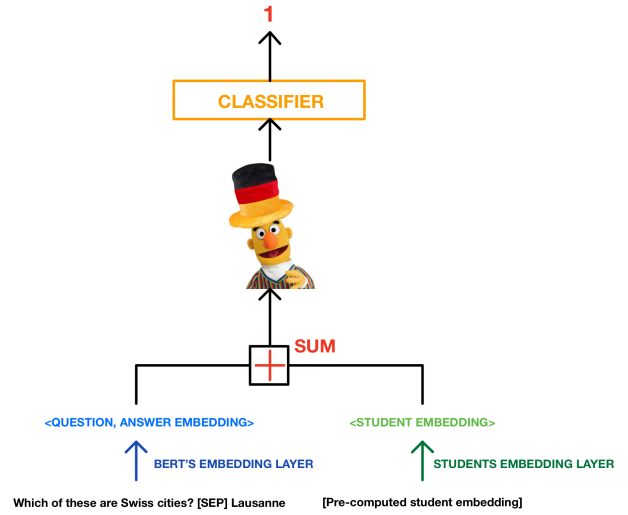 1
CLASSIFIER
SUM
<QUESTION, ANSWER EMBEDDING>
<STUDENT EMBEDDING>
BERT'S EMBEDDING LAYER
STUDENTS EMBEDDING LAYER
Which of these are Swiss cities? [SEP] Lausanne
[Pre-computed student embedding]